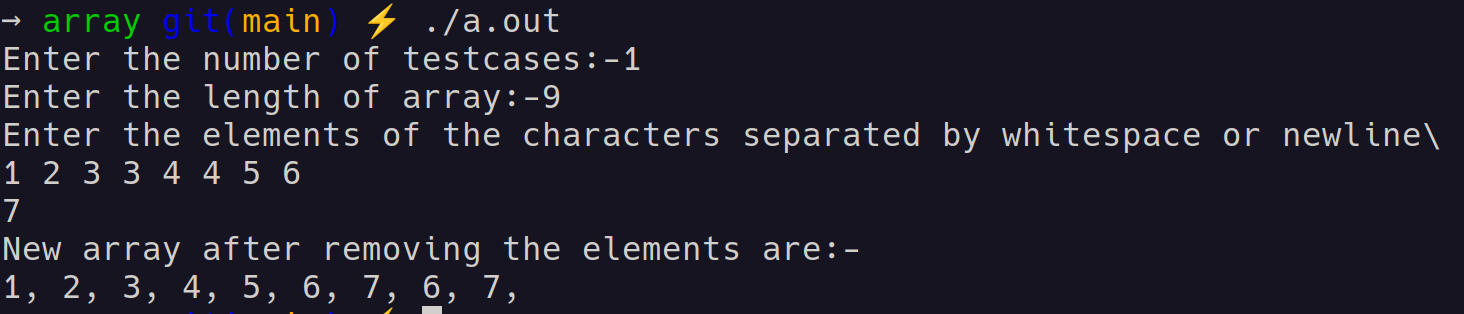 → array git(main) ⚡ ./a.out
Enter the number of testcases:-1
Enter the length of array:-9
Enter the elements of the characters separated by whitespace or newline\
1 2 3 3 4 4 5 6
7
New array after removing the elements are:-
1, 2, 3, 4, 5, 6, 7, 6, 7,